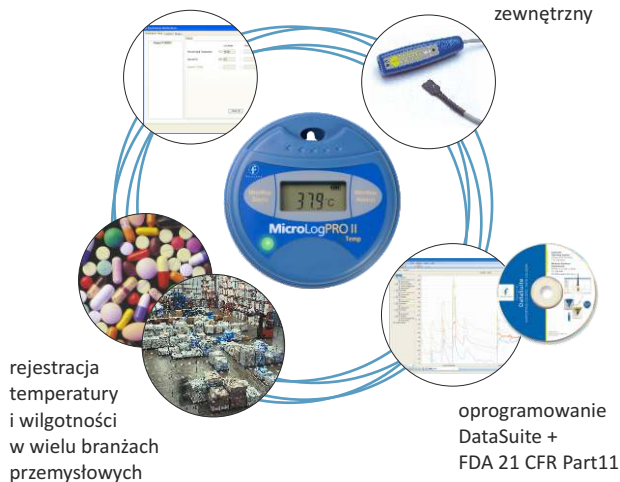 zewnętrzny
37.9 °C
MicroLogPRO II
Temp
DataSuite
rejestracja
temperatury
i wilgotności
w wielu branżach
przemysłowych
oprogramowanie
DataSuite +
FDA 21 CFR Part11